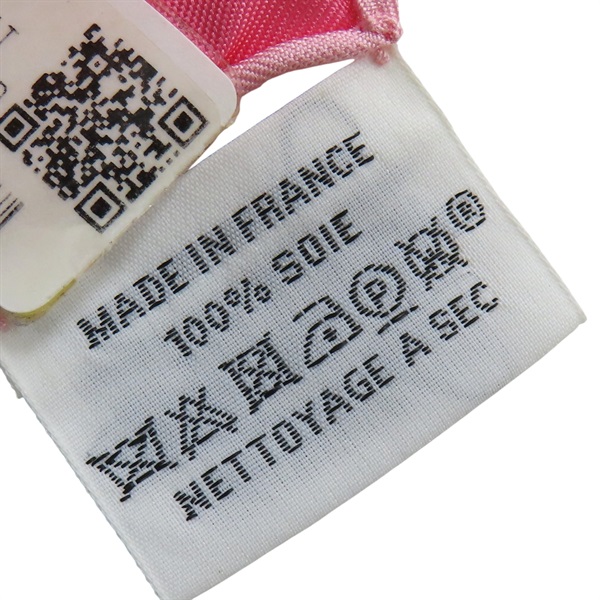 MADE IN FRANCE
100% SOIE
P ®
NETTOYAGE A SEC